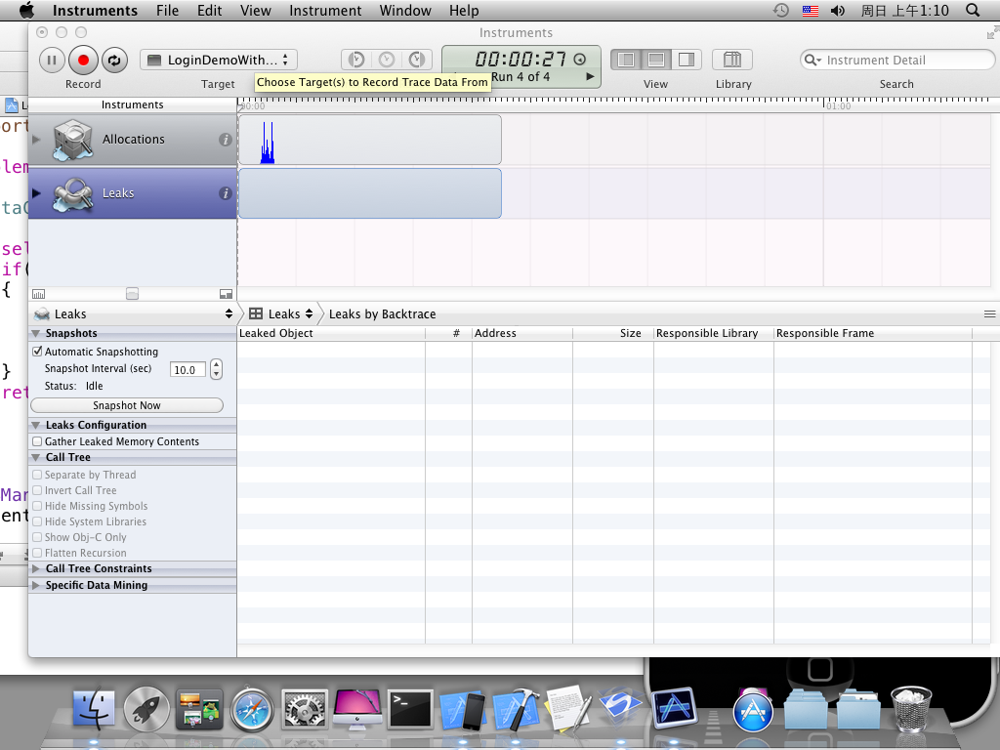 Instruments File Edit View Instrument Window Help 周日 上午1:10
Instruments
LoginDemoWith... 00:00:27 Instrument Detail
Run 4 of 4
Record Target View Library Search
Choose Target(s) to Record Trace Data From
Instruments 00:00 01:00
Allocations
Leaks
Leaks Leaks Leaks by Backtrace
Snapshots
Leaked Object # Address Size Responsible Library Responsible Frame
Automatic Snapshotting
Snapshot Interval (sec) 10.0
Status: Idle
Snapshot Now
Leaks Configuration
Gather Leaked Memory Contents
Call Tree
Separate by Thread
Invert Call Tree
Hide Missing Symbols
Hide System Libraries
Show Obj-C Only
Flatten Recursion
Call Tree Constraints
Specific Data Mining
L
ort
lem
taC
sel
if(
{
}
ret
Mar
ent